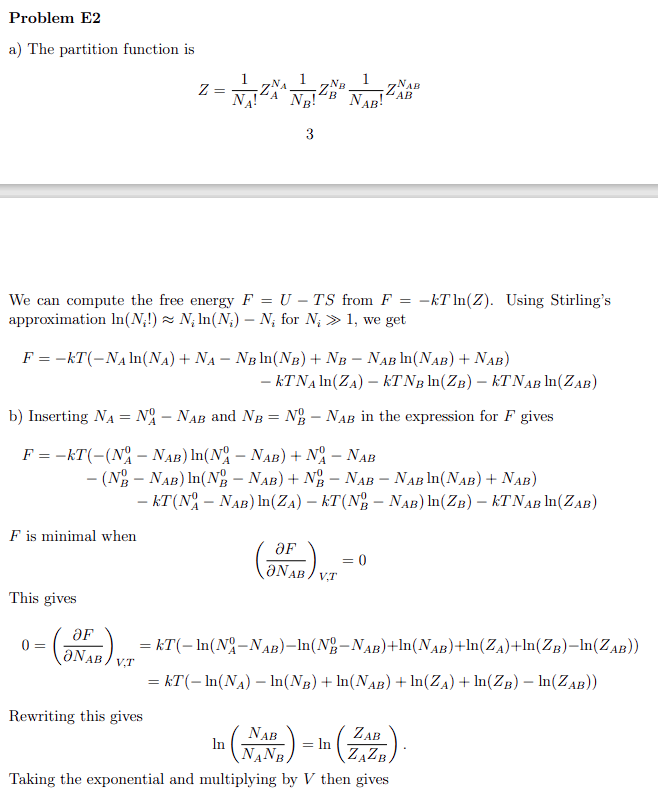 Problem E2
a) The partition function is
Z = \frac{1}{N_A!} Z_A^{N_A} \frac{1}{N_B!} Z_B^{N_B} \frac{1}{N_{AB}!} Z_{AB}^{N_{AB}}
3
We can compute the free energy F = U − TS from F = −kT ln(Z). Using Stirling's
approximation ln(N_i!) ≈ N_i ln(N_i) − N_i for N_i ≫ 1, we get
F = −kT(−N_A ln(N_A) + N_A − N_B ln(N_B) + N_B − N_{AB} ln(N_{AB}) + N_{AB})
− kTN_A ln(Z_A) − kTN_B ln(Z_B) − kTN_{AB} ln(Z_{AB})
b) Inserting N_A = N_A^0 − N_{AB} and N_B = N_B^0 − N_{AB} in the expression for F gives
F = −kT(−(N_A^0 − N_{AB}) ln(N_A^0 − N_{AB}) + N_A^0 − N_{AB}
− (N_B^0 − N_{AB}) ln(N_B^0 − N_{AB}) + N_B^0 − N_{AB} − N_{AB} ln(N_{AB}) + N_{AB})
− kT(N_A^0 − N_{AB}) ln(Z_A) − kT(N_B^0 − N_{AB}) ln(Z_B) − kTN_{AB} ln(Z_{AB})
F is minimal when
\left(\frac{∂F}{∂N_{AB}}\right)_{V,T} = 0
This gives
0 = \left(\frac{∂F}{∂N_{AB}}\right)_{V,T} = kT(− ln(N_A^0−N_{AB})−ln(N_B^0−N_{AB})+ln(N_{AB})+ln(Z_A)+ln(Z_B)−ln(Z_{AB}))
= kT(− ln(N_A) − ln(N_B) + ln(N_{AB}) + ln(Z_A) + ln(Z_B) − ln(Z_{AB}))
Rewriting this gives
ln \left(\frac{N_{AB}}{N_A N_B}\right) = ln \left(\frac{Z_{AB}}{Z_A Z_B}\right).
Taking the exponential and multiplying by V then gives